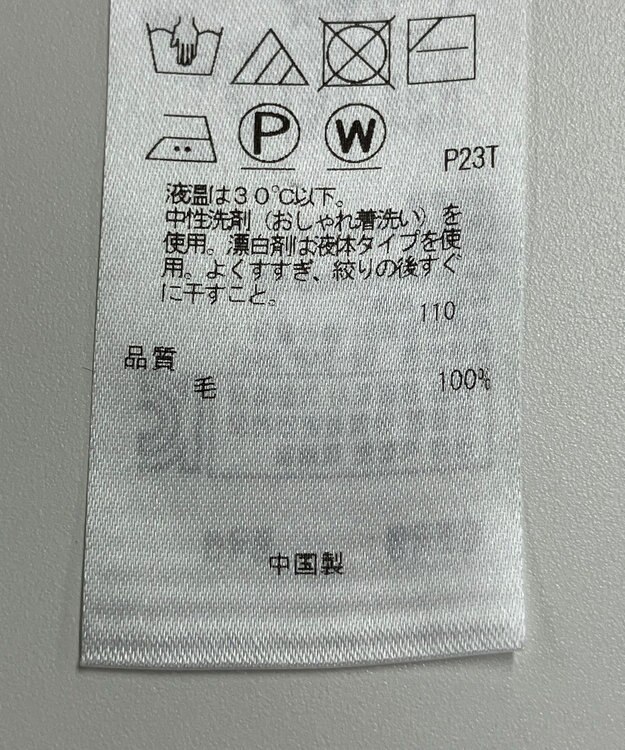 P W
P23T
液温は30℃以下。
中性洗剤（おしゃれ着洗い）を
使用。漂白剤は液体タイプを使
用。よくすすぎ、絞りの後すぐ
に干すこと。
110
品質
毛 100%
中国製